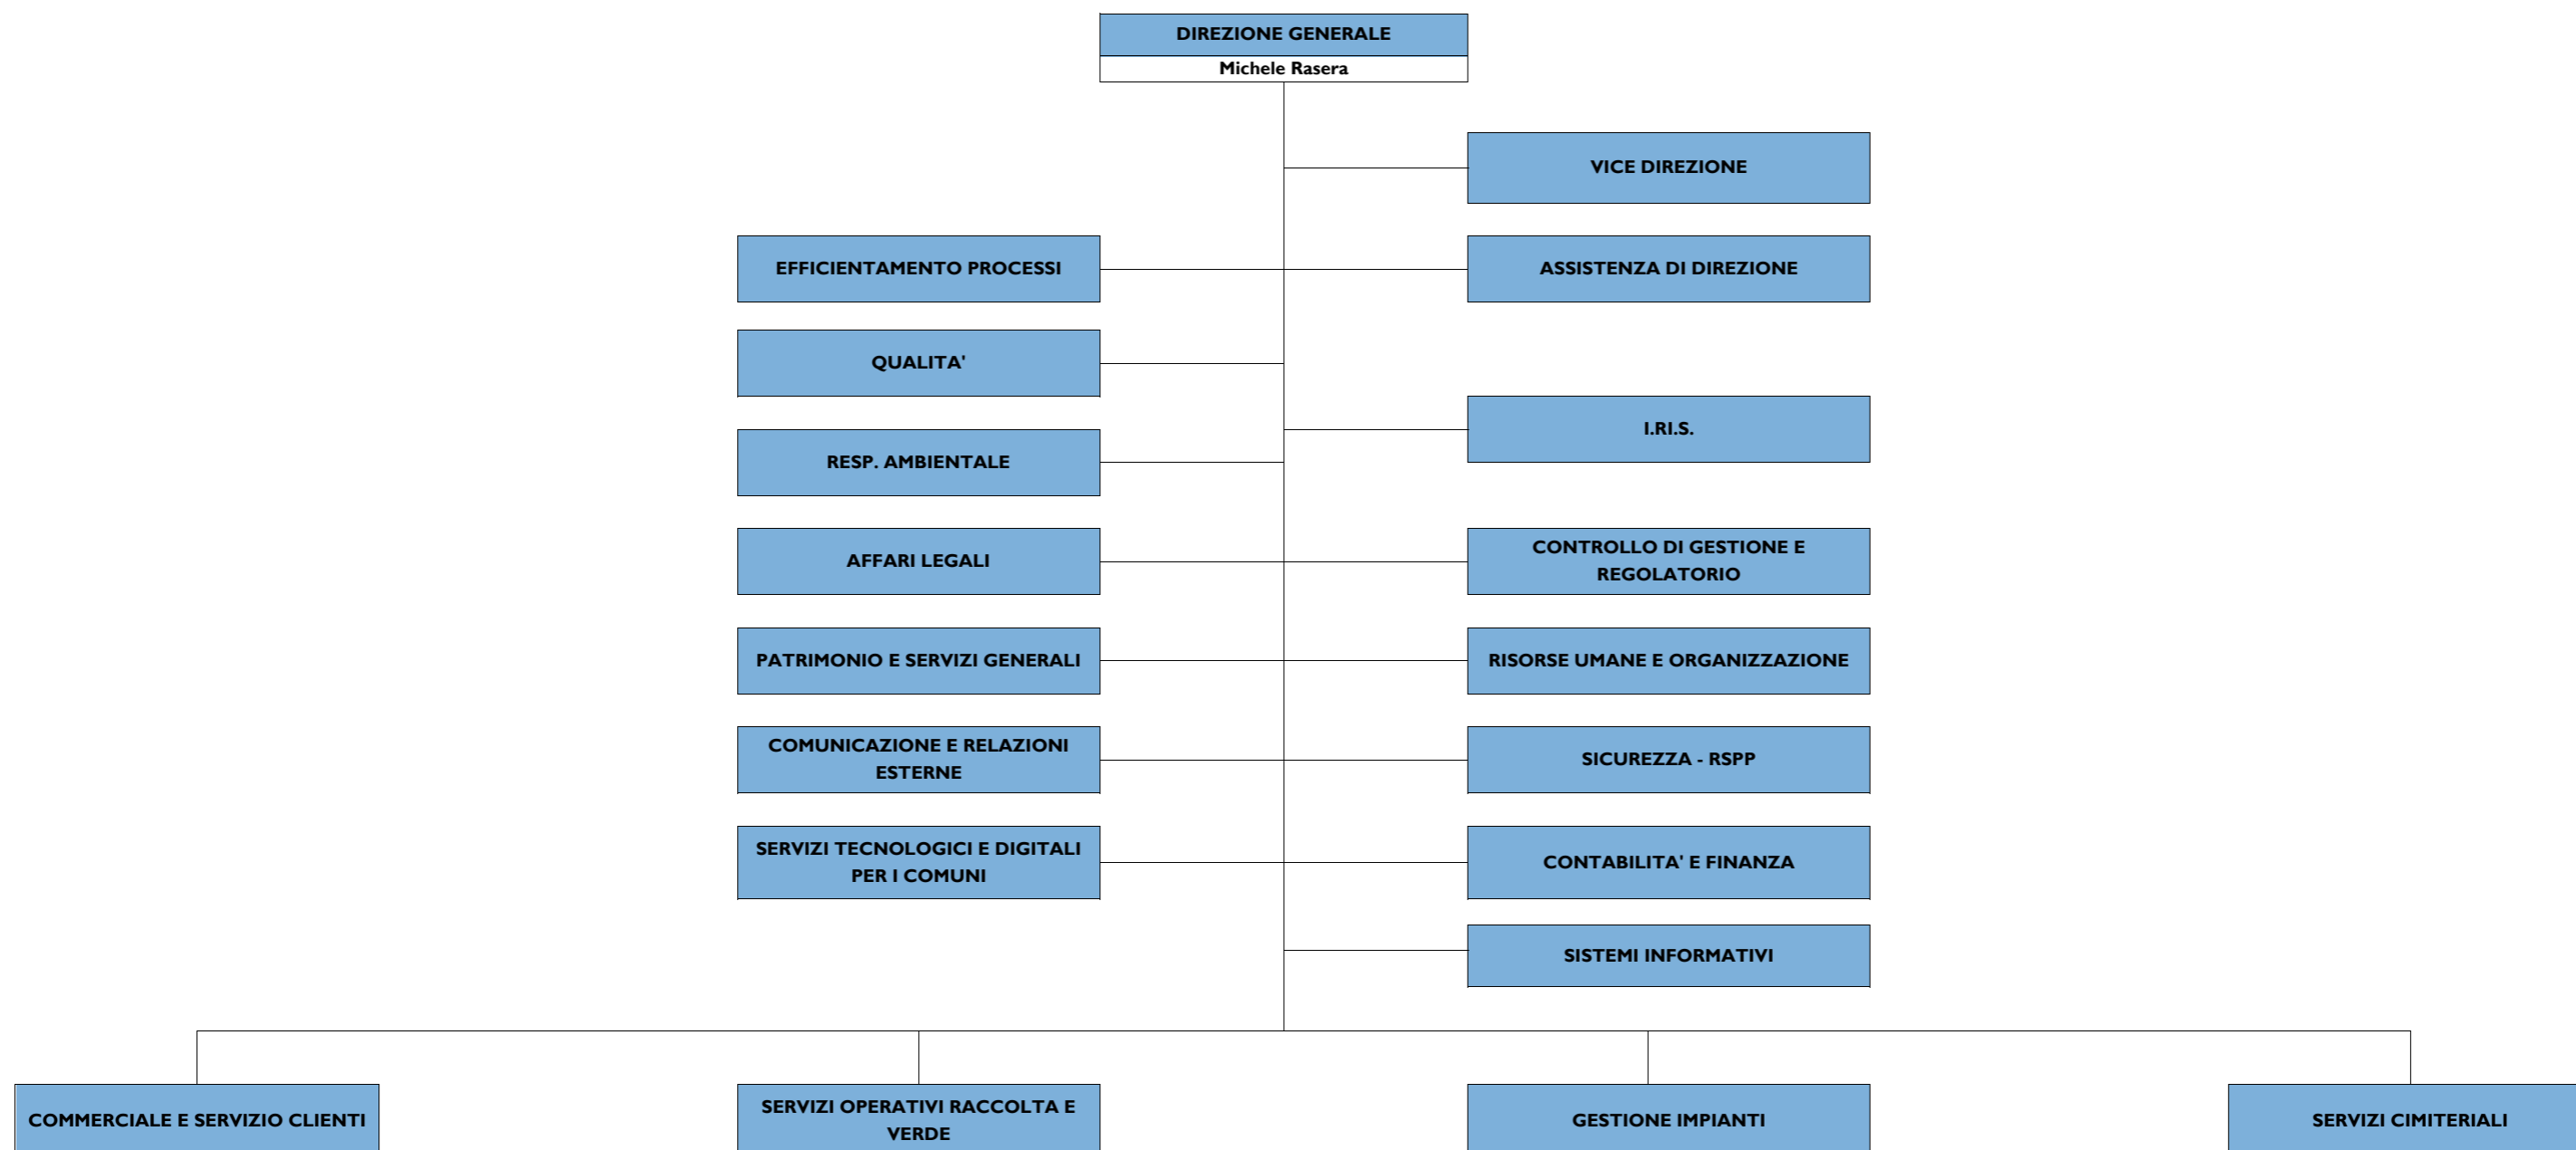 DIREZIONE GENERALE
Michele Rasera
VICE DIREZIONE
EFFICIENTAMENTO PROCESSI
ASSISTENZA DI DIREZIONE
QUALITA'
I.RI.S.
RESP. AMBIENTALE
AFFARI LEGALI
CONTROLLO DI GESTIONE E
REGOLATORIO
PATRIMONIO E SERVIZI GENERALI
RISORSE UMANE E ORGANIZZAZIONE
COMUNICAZIONE E RELAZIONI
ESTERNE
SICUREZZA - RSPP
SERVIZI TECNOLOGICI E DIGITALI
PER I COMUNI
CONTABILITA' E FINANZA
SISTEMI INFORMATIVI
COMMERCIALE E SERVIZIO CLIENTI
SERVIZI OPERATIVI RACCOLTA E
VERDE
GESTIONE IMPIANTI
SERVIZI CIMITERIALI